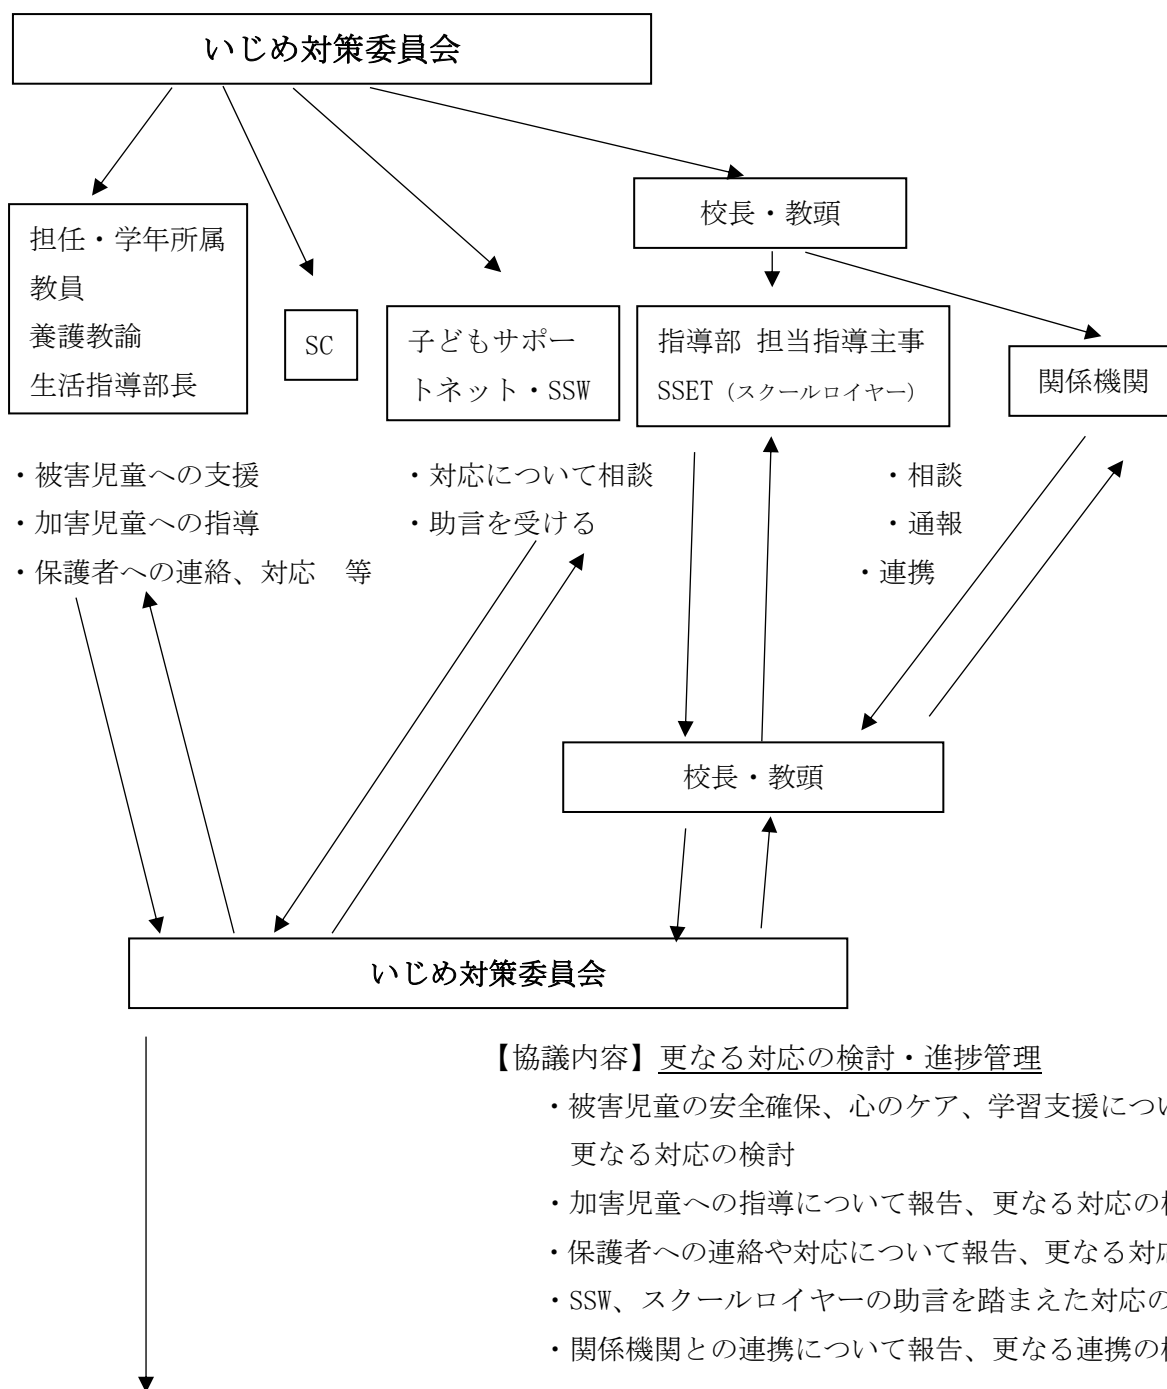 いじめ対策委員会
校長・教頭
担任・学年所属
教員
養護教諭
生活指導部長
SC
子どもサポー
トネット・SSW
指導部 担当指導主事
SSET（スクールロイヤー）
関係機関
・被害児童への支援
・加害児童への指導
・保護者への連絡、対応　等
・対応について相談
・助言を受ける
・相談
・通報
・連携
校長・教頭
いじめ対策委員会
【協議内容】更なる対応の検討・進捗管理
・被害児童の安全確保、心のケア、学習支援につい
更なる対応の検討
・加害児童への指導について報告、更なる対応の
・保護者への連絡や対応について報告、更なる対
・SSW、スクールロイヤーの助言を踏まえた対応の
・関係機関との連携について報告、更なる連携の